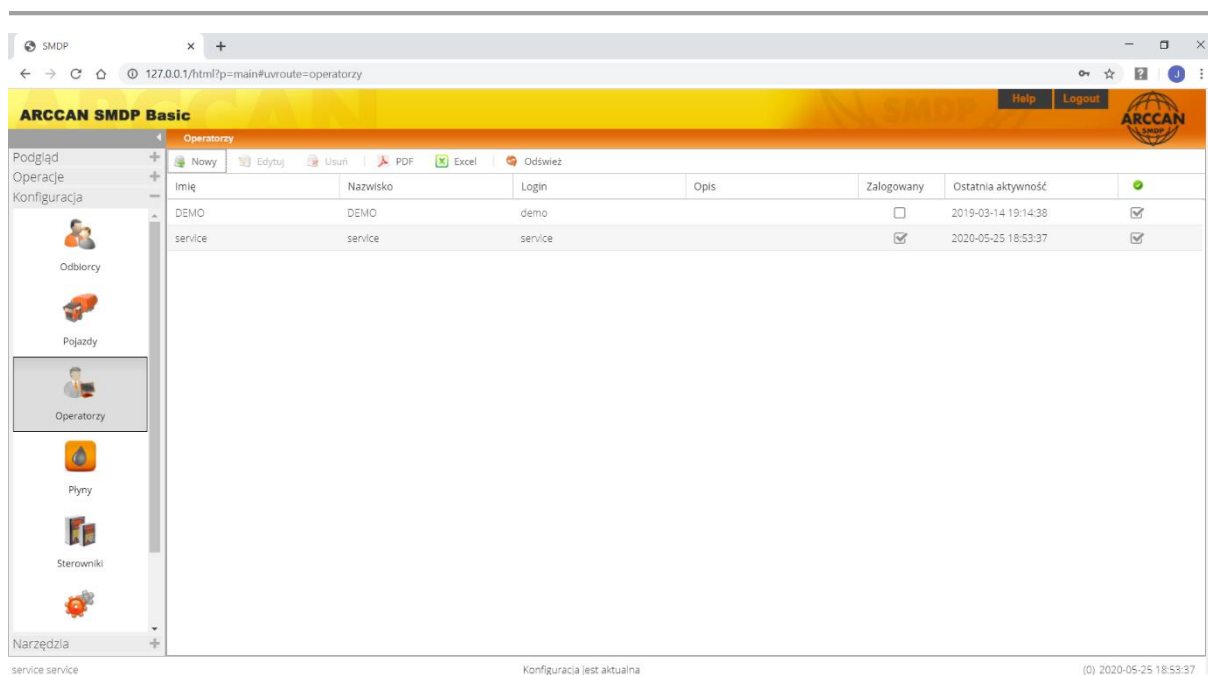 SMDP
127.0.0.1/html?p=main#uvroute=operatorzy
J
ARCCAN SMDP Basic
SMDP
Help Logout
ARCCAN
SMDP
Operatorzy
Podgląd
Operacje
Konfiguracja
Odbiorcy
Pojazdy
Operatorzy
Płyny
Sterowniki
Narzędzia
Nowy Edytuj Usuń PDF Excel Odśwież
Imię Nazwisko Login Opis Zalogowany Ostatnia aktywność
DEMO DEMO demo 2019-03-14 19:14:38
service service service 2020-05-25 18:53:37
service service Konfiguracja jest aktualna (0) 2020-05-25 18:53:37